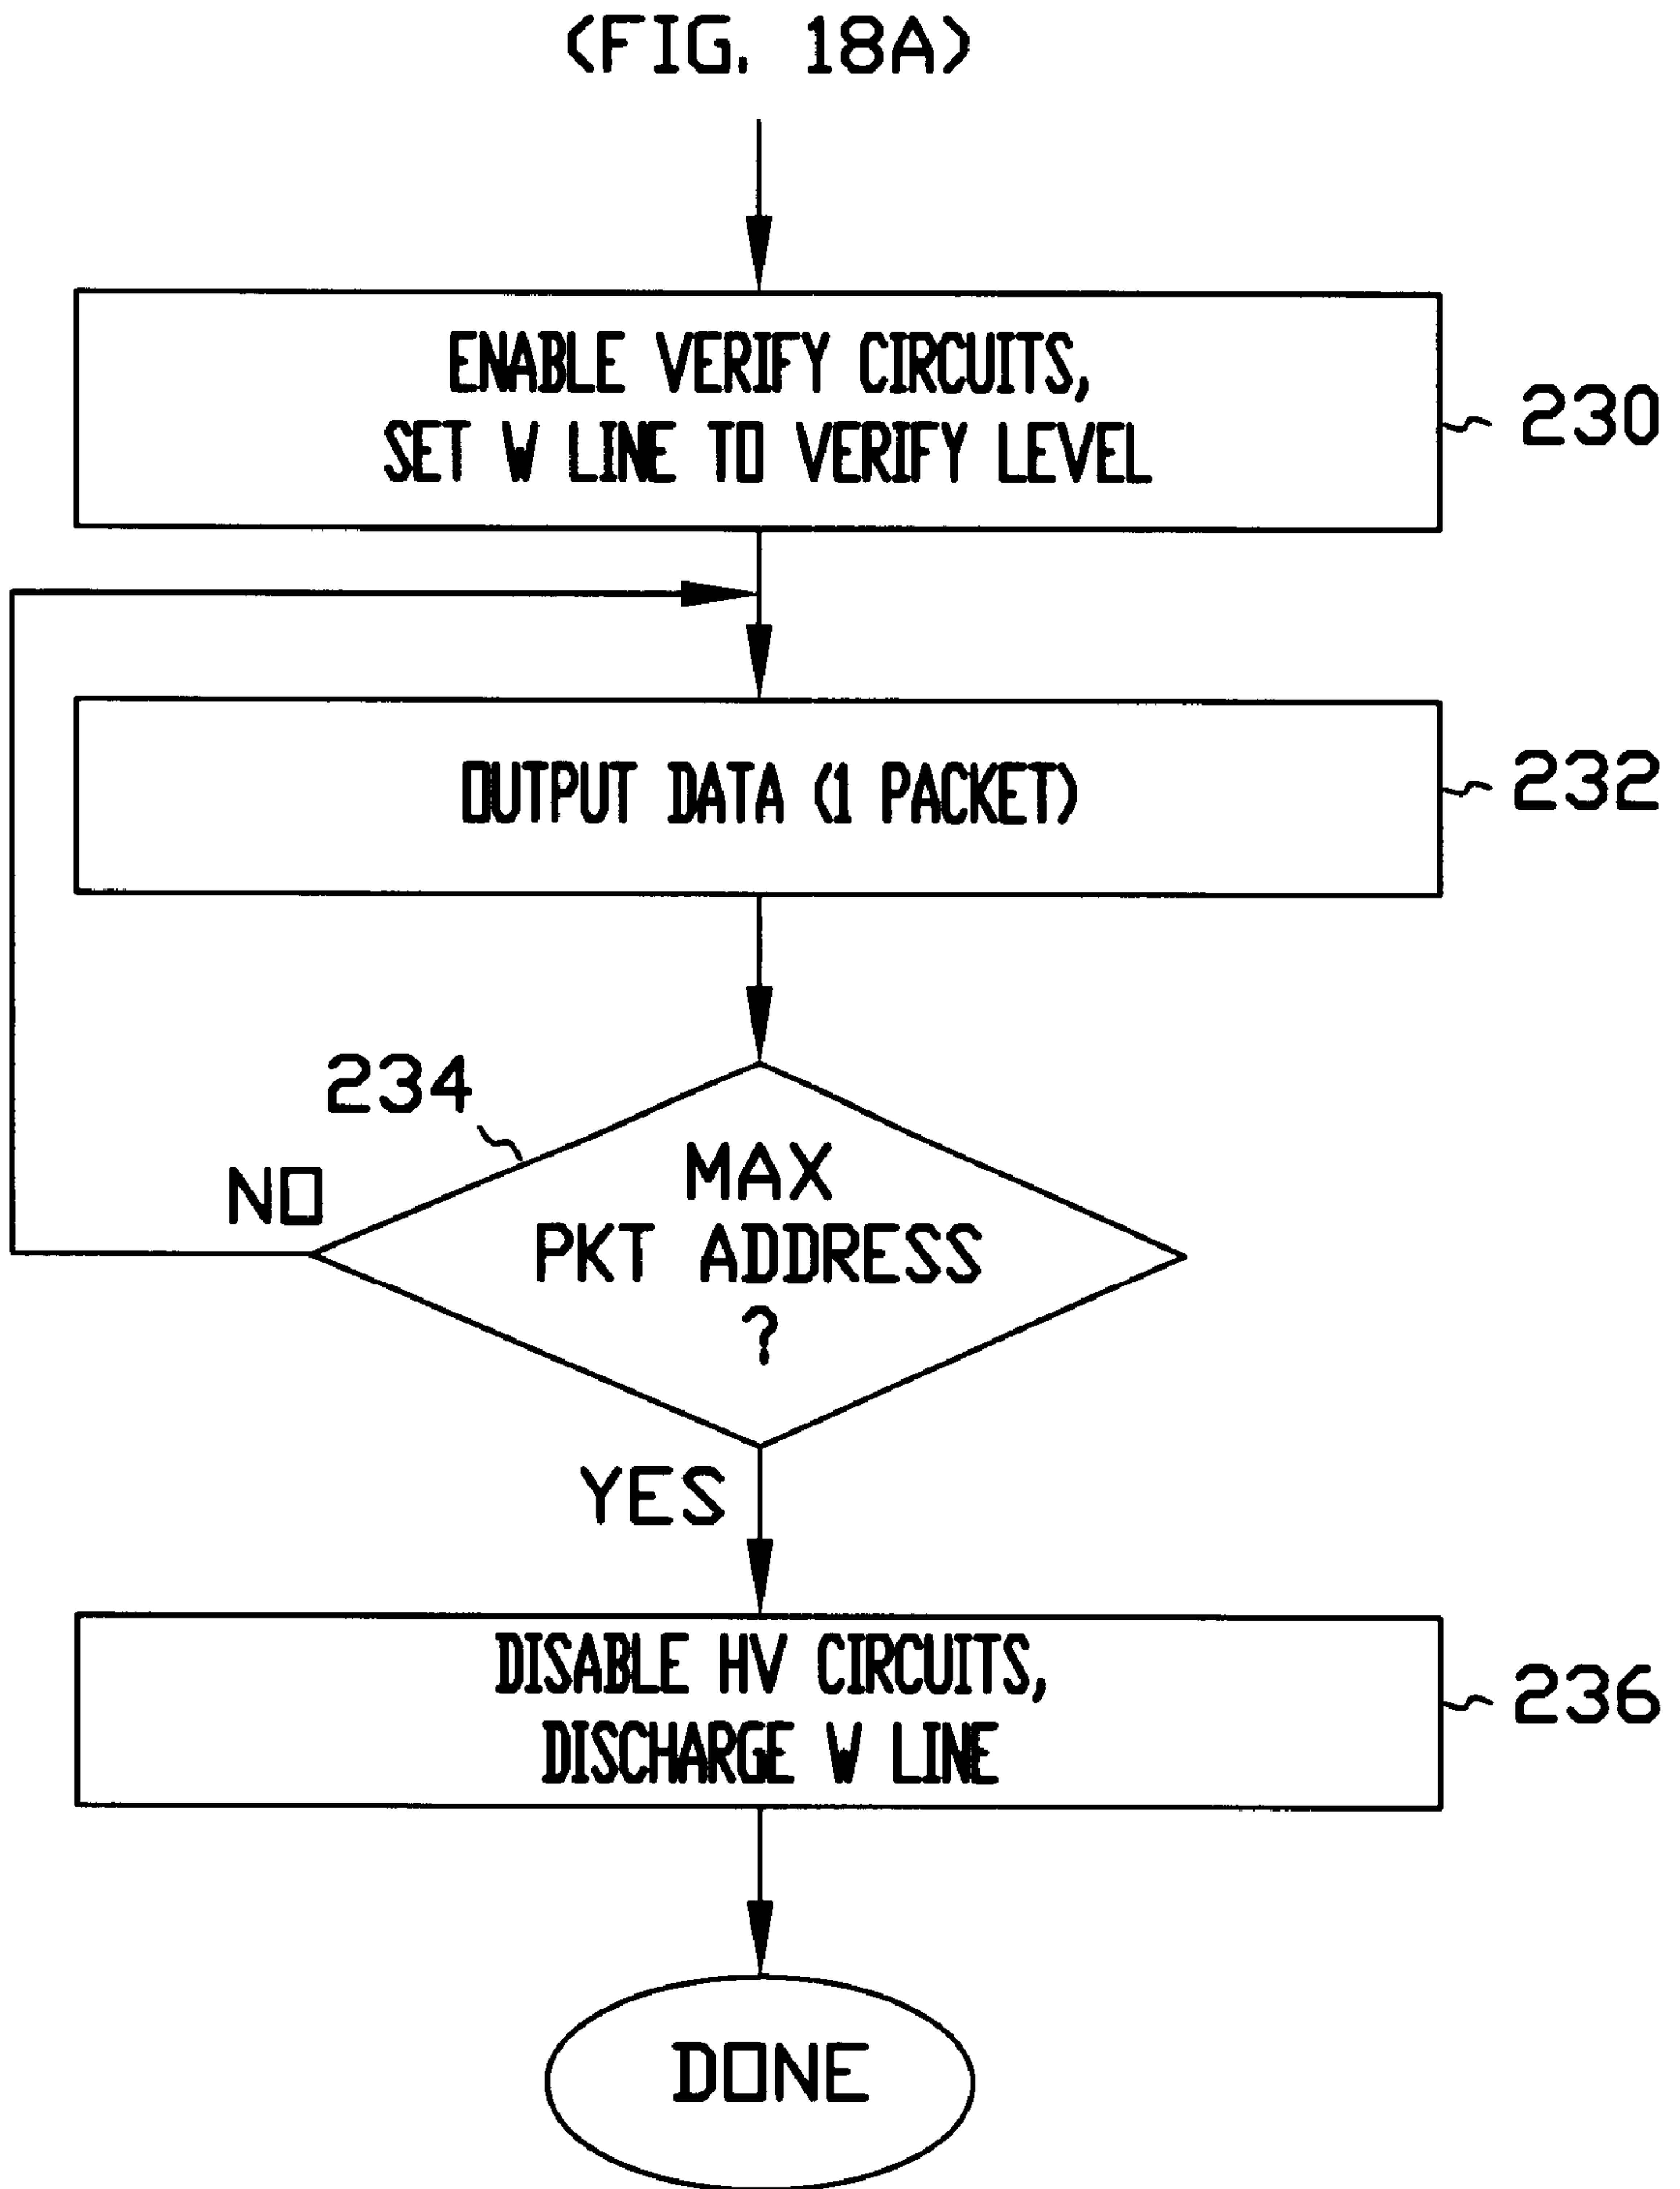 (FIG. 18A)
ENABLE VERIFY CIRCUITS,
SET W LINE TO VERIFY LEVEL
230
OUTPUT DATA (1 PACKET)
232
234
NO
MAX
PKT ADDRESS
?
YES
DISABLE HV CIRCUITS,
DISCHARGE W LINE
236
DONE